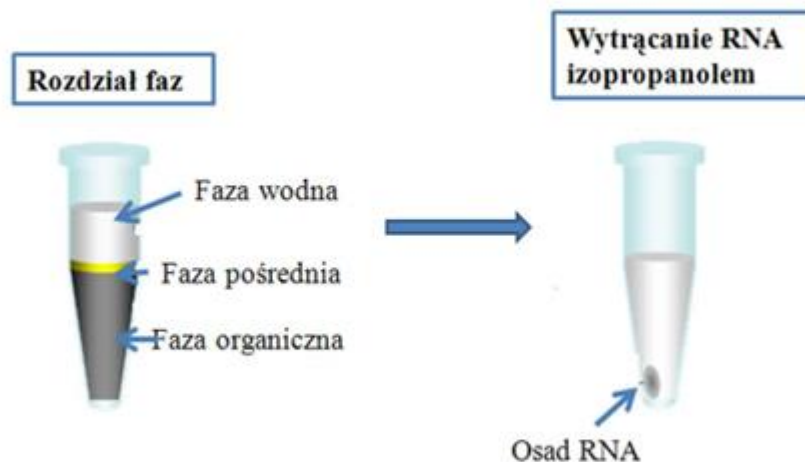 Rozdział faz
Wytrącanie RNA
izopropanolem
Faza wodna
Faza pośrednia
Faza organiczna
Osad RNA